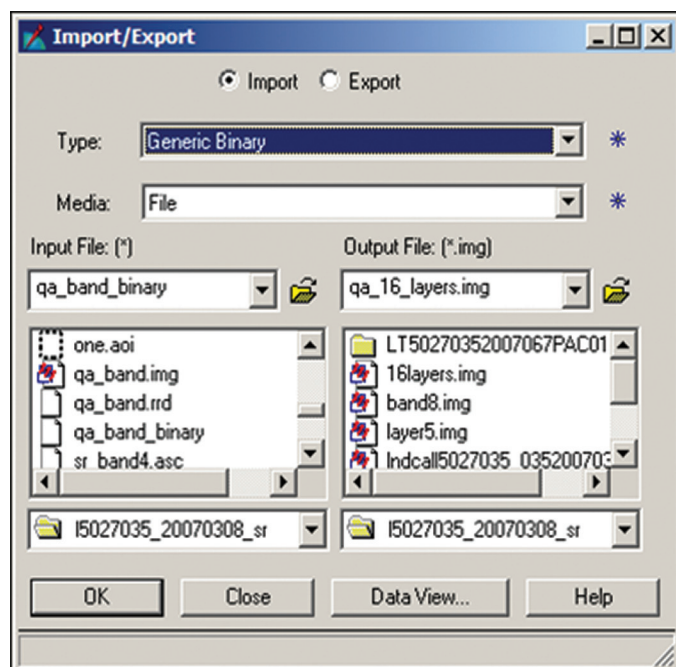 Import/Export
Import Export
Type: Generic Binary
Media: File
Input File: (*) Output File: (*.img)
qa_band_binary qa_16_layers.img
one.aoi LT50270352007067PAC01
qa_band.img 16layers.img
qa_band.rrd band8.img
qa_band_binary layer5.img
sr_band4.asc lndcal15027035_035200703
l5027035_20070308_sr l5027035_20070308_sr
OK Close Data View... Help